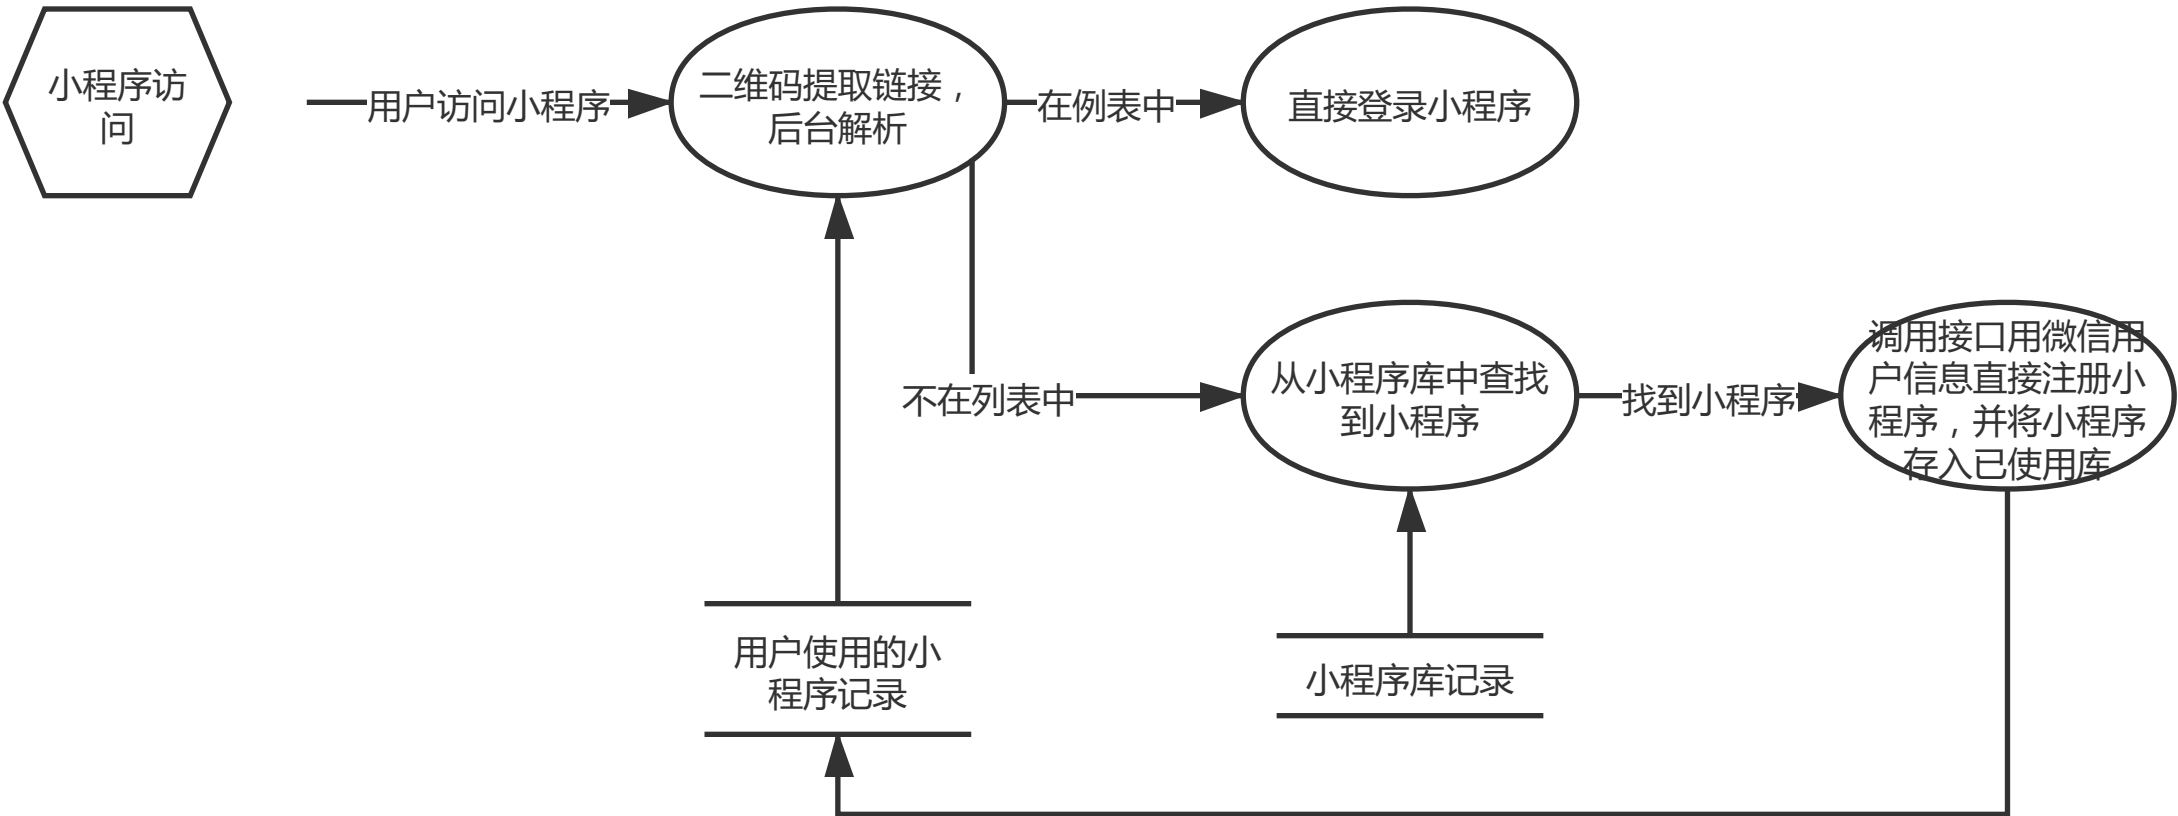 小程序访
问
用户访问小程序
二维码提取链接，
后台解析
在例表中
直接登录小程序
不在列表中
从小程序库中查找
到小程序
找到小程序
调用接口用微信用
户信息直接注册小
程序，并将小程序
存入已使用库
用户使用的小
程序记录
小程序库记录